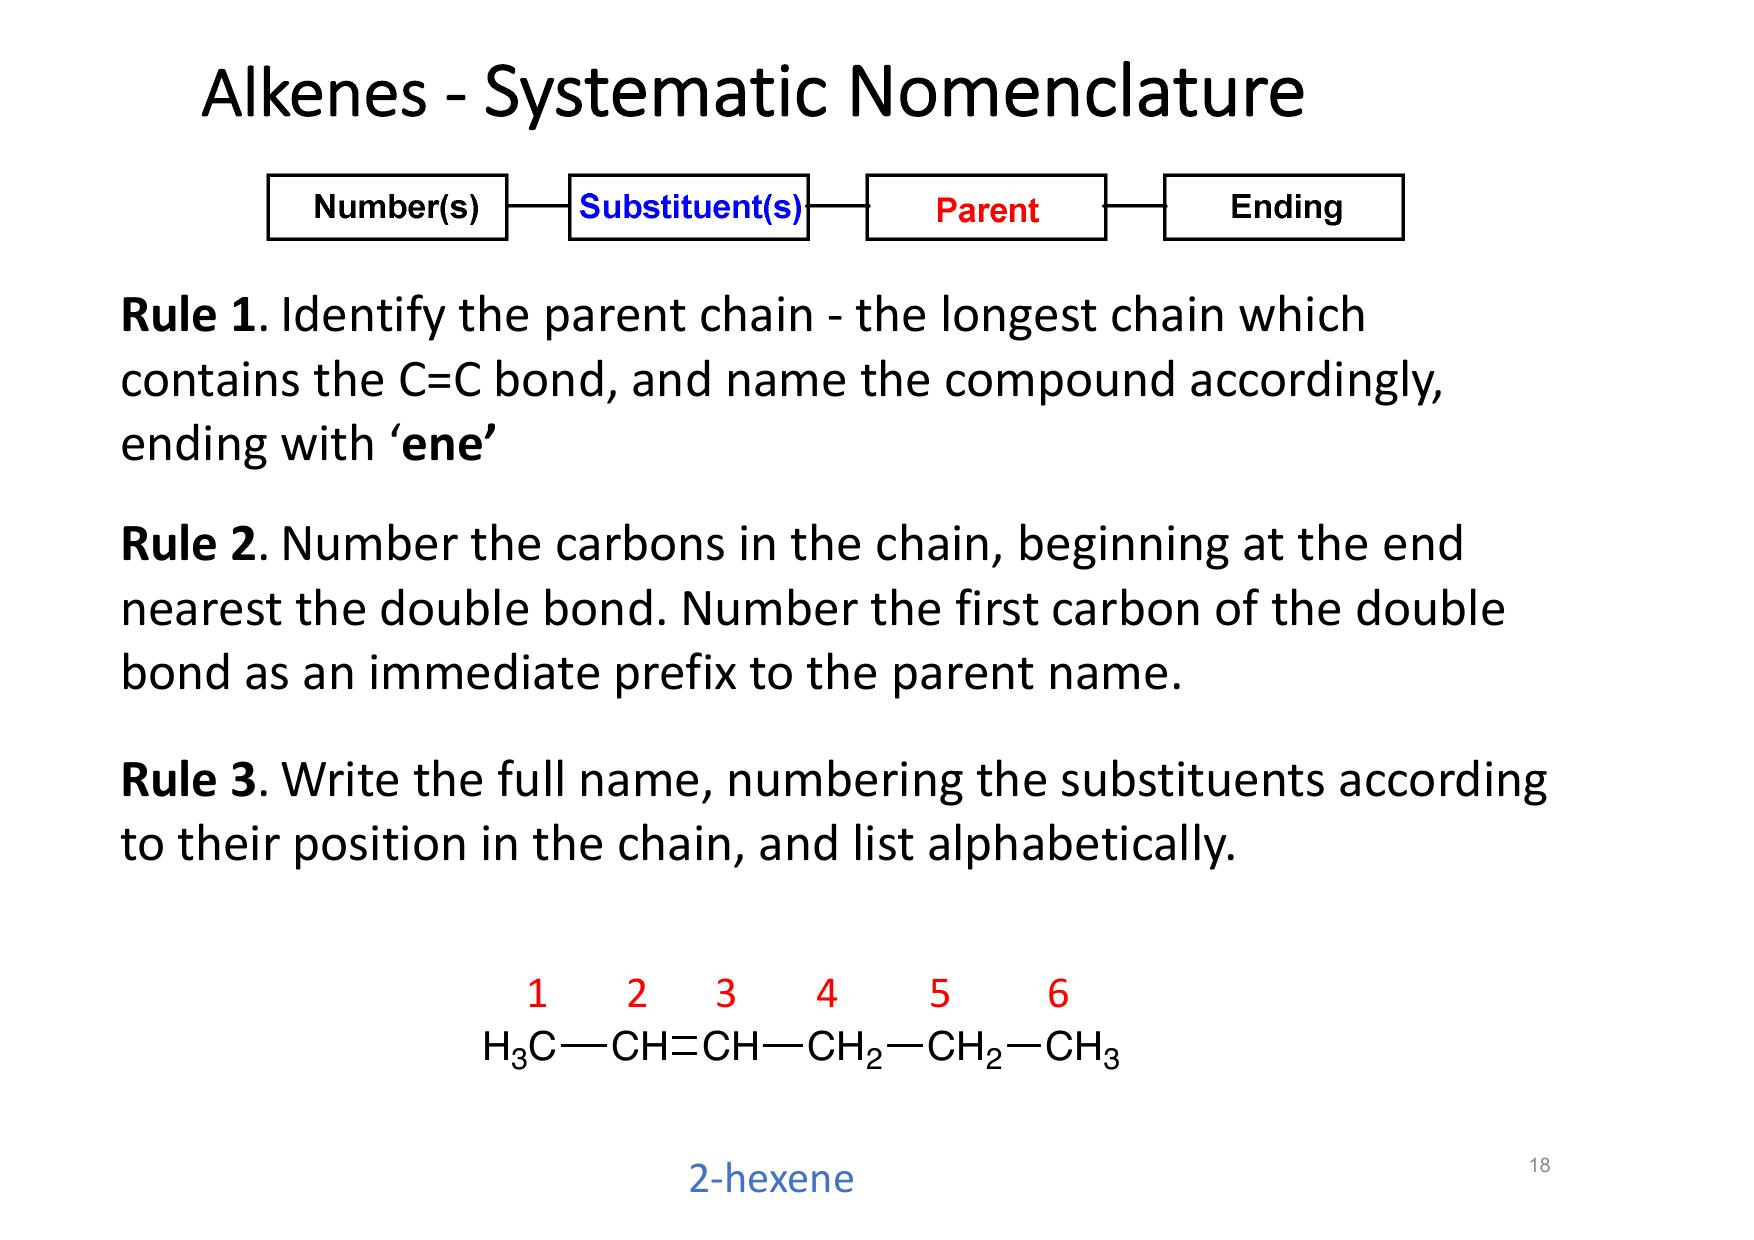 Alkenes - Systematic Nomenclature
Number(s) Substituent(s) Parent Ending
Rule 1. Identify the parent chain - the longest chain which
contains the C=C bond, and name the compound accordingly,
ending with ‘ene’
Rule 2. Number the carbons in the chain, beginning at the end
nearest the double bond. Number the first carbon of the double
bond as an immediate prefix to the parent name.
Rule 3. Write the full name, numbering the substituents according
to their position in the chain, and list alphabetically.
1 2 3 4 5 6
H₃C—CH=CH—CH₂—CH₂—CH₃
2-hexene
18